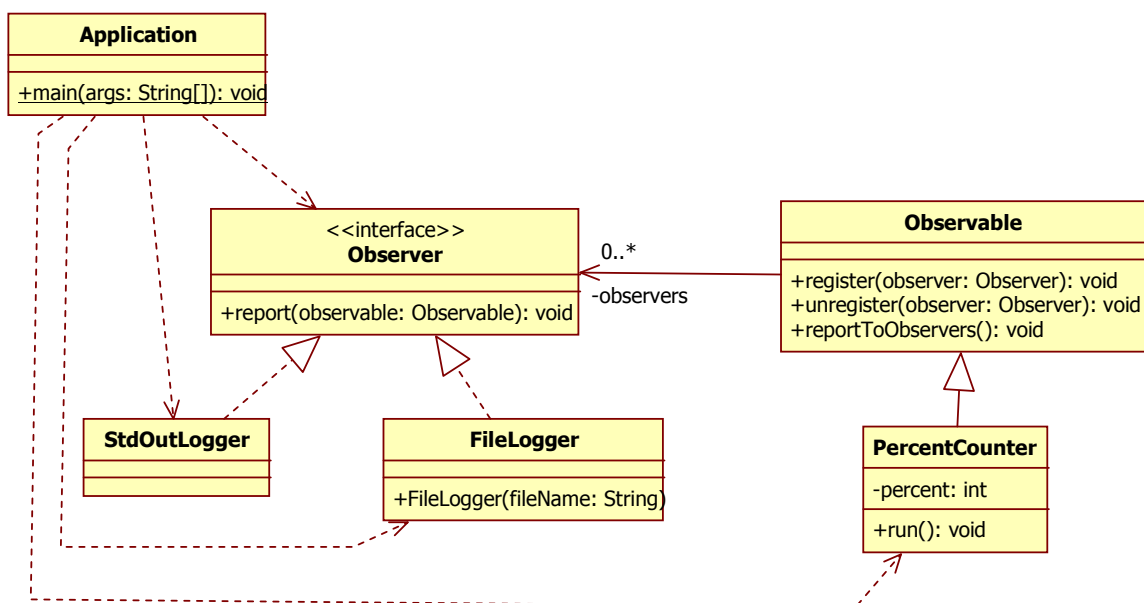 Application
+main(args: String[]): void
<<interface>>
Observer
+report(observable: Observable): void
0..*
-observers
Observable
+register(observer: Observer): void
+unregister(observer: Observer): void
+reportToObservers(): void
StdOutLogger
FileLogger
+FileLogger(fileName: String)
PercentCounter
-percent: int
+run(): void